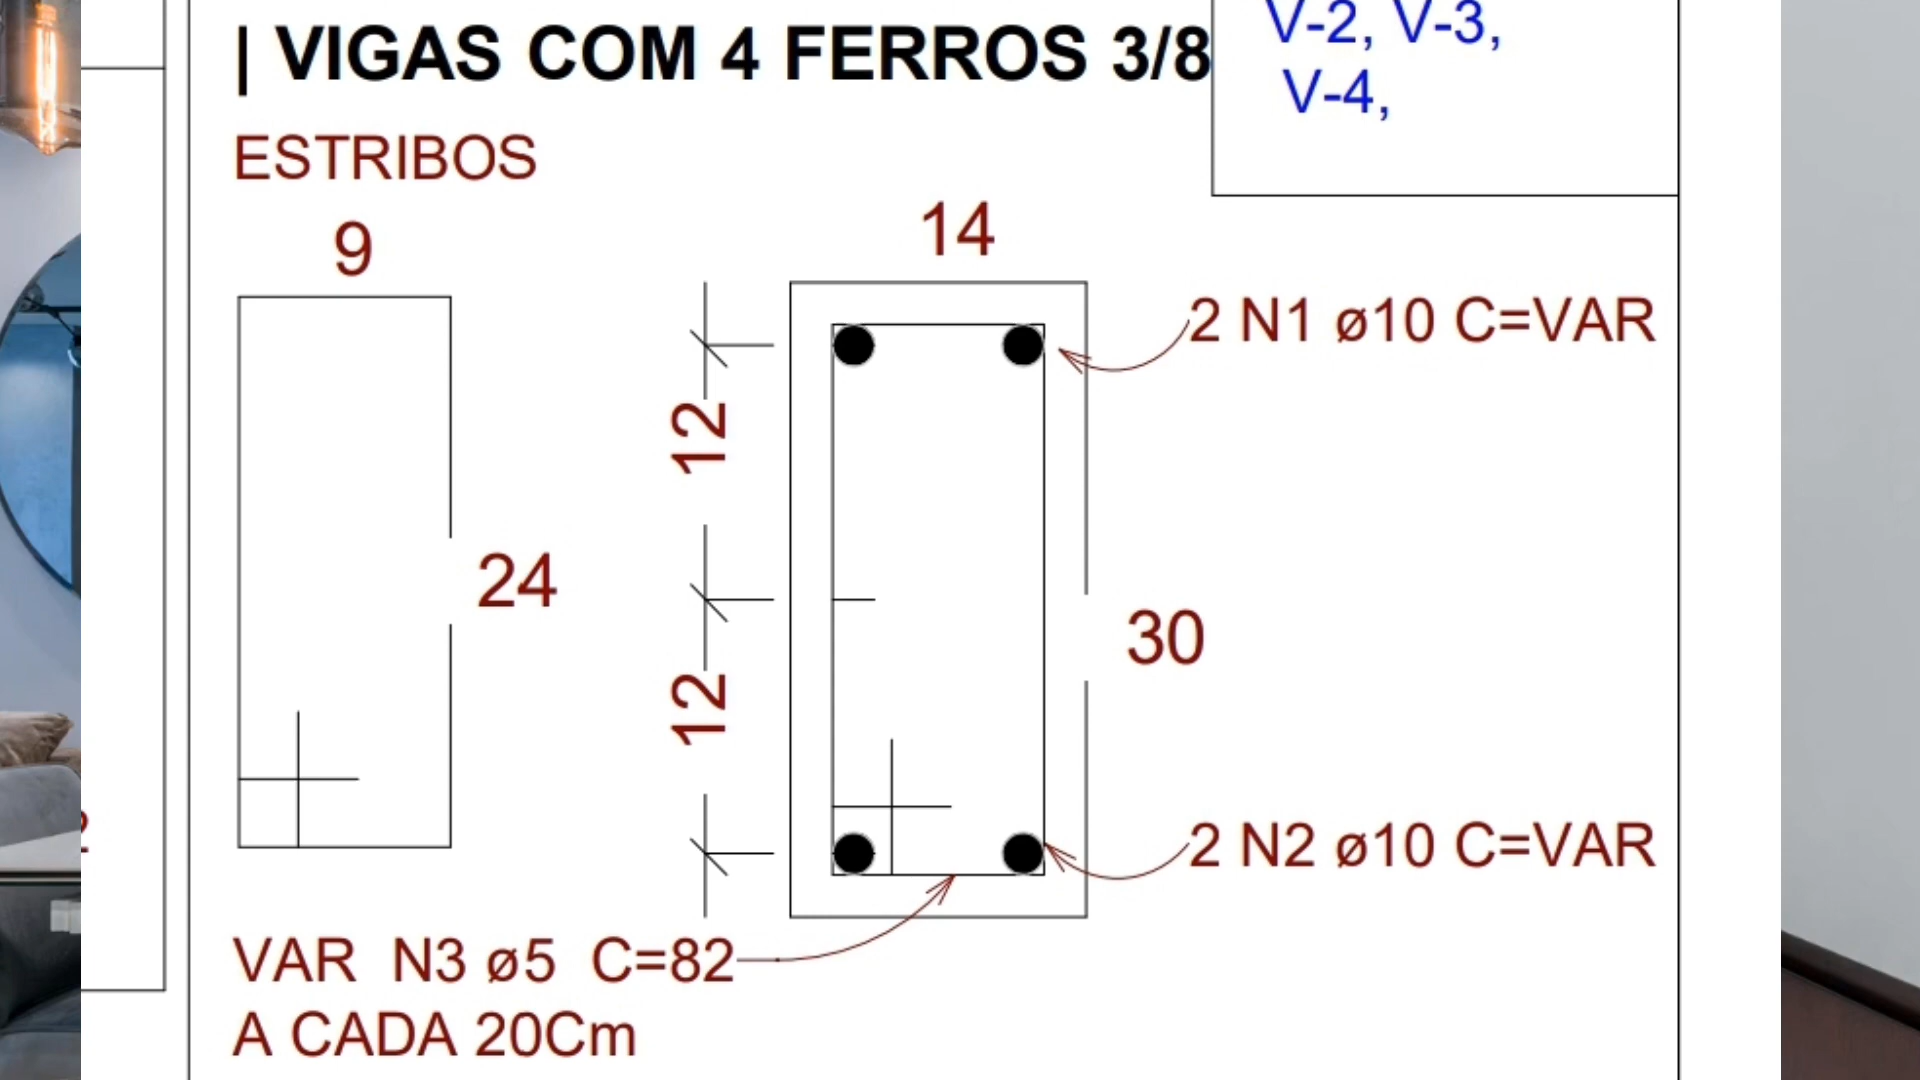 | VIGAS COM 4 FERROS 3/8
V-2, V-3,
V-4,
ESTRIBOS
9
14
2 N1 ø10 C=VAR
12
24
30
12
2 N2 ø10 C=VAR
VAR N3 ø5 C=82
A CADA 20Cm